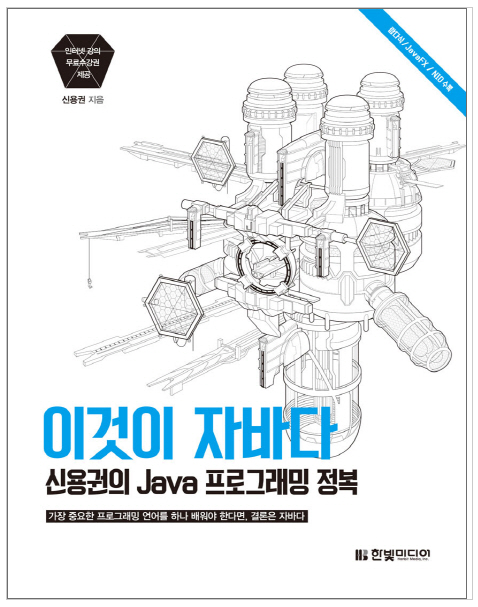 인터넷 강의
무료수강권
제공
신용권 지음
람다식 / JavaFX / NIO 수록
이것이 자바다
신용권의 Java 프로그래밍 정복
가장 중요한 프로그래밍 언어를 하나 배워야 한다면, 결론은 자바다
한빛미디어
Hanbit Media, Inc.